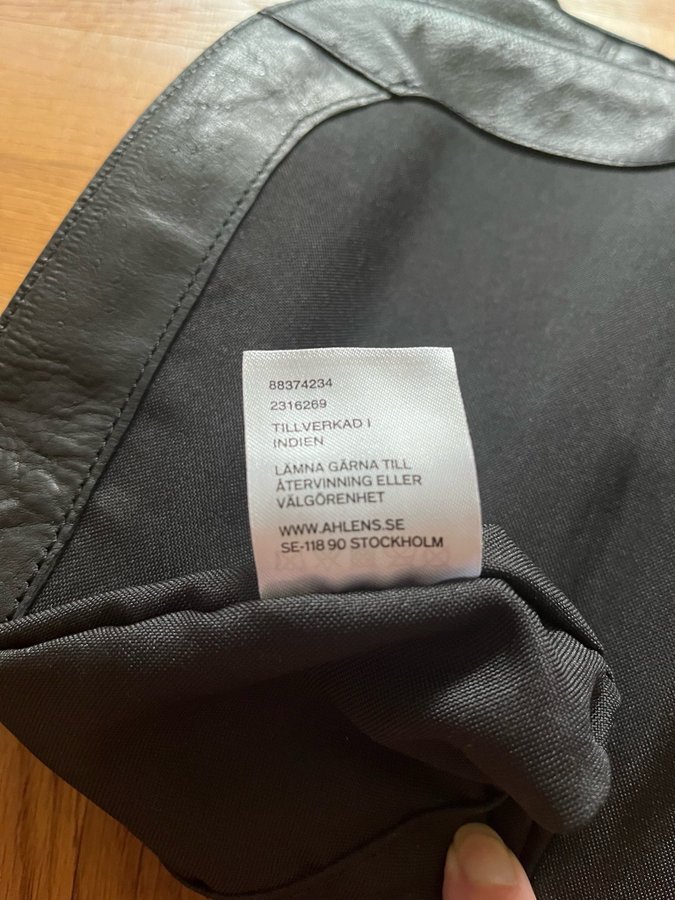 88374234
2316269
TILLVERKAD I
INDIEN
LÄMNA GÄRNA TILL
ÅTERVINNING ELLER
VÄLGÖRENHET
WWW.AHLENS.SE
SE-118 90 STOCKHOLM